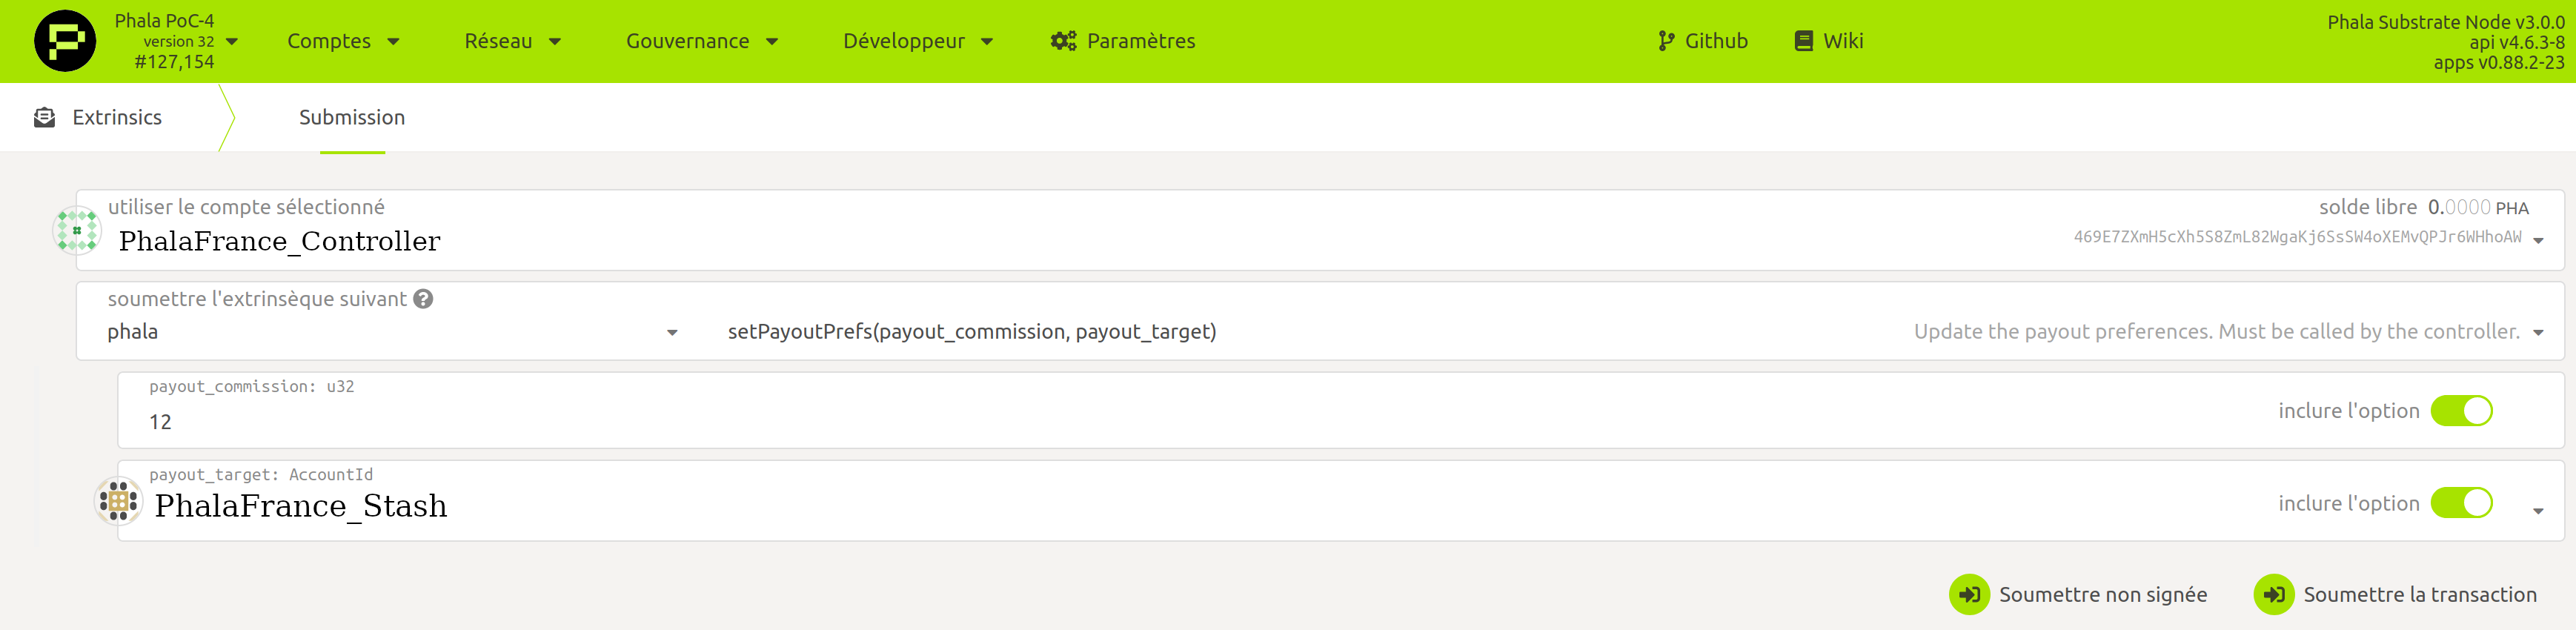 Phala PoC-4
version 32
#127,154
Comptes
Réseau
Gouvernance
Développeur
Paramètres
Github
Wiki
Phala Substrate Node v3.0.0
api v4.6.3-8
apps v0.88.2-23
Extrinsics
Submission
utiliser le compte sélectionné
PhalaFrance_Controller
solde libre 0.0000 PHA
469E7ZXmH5cXh5S8ZmL82WgaKj6SsSW4oXEMvQPJr6WHhoAW
soumettre l'extrinsèque suivant
phala
setPayoutPrefs(payout_commission, payout_target)
Update the payout preferences. Must be called by the controller.
payout_commission: u32
12
inclure l'option
payout_target: AccountId
PhalaFrance_Stash
inclure l'option
Soumettre non signée
Soumettre la transaction